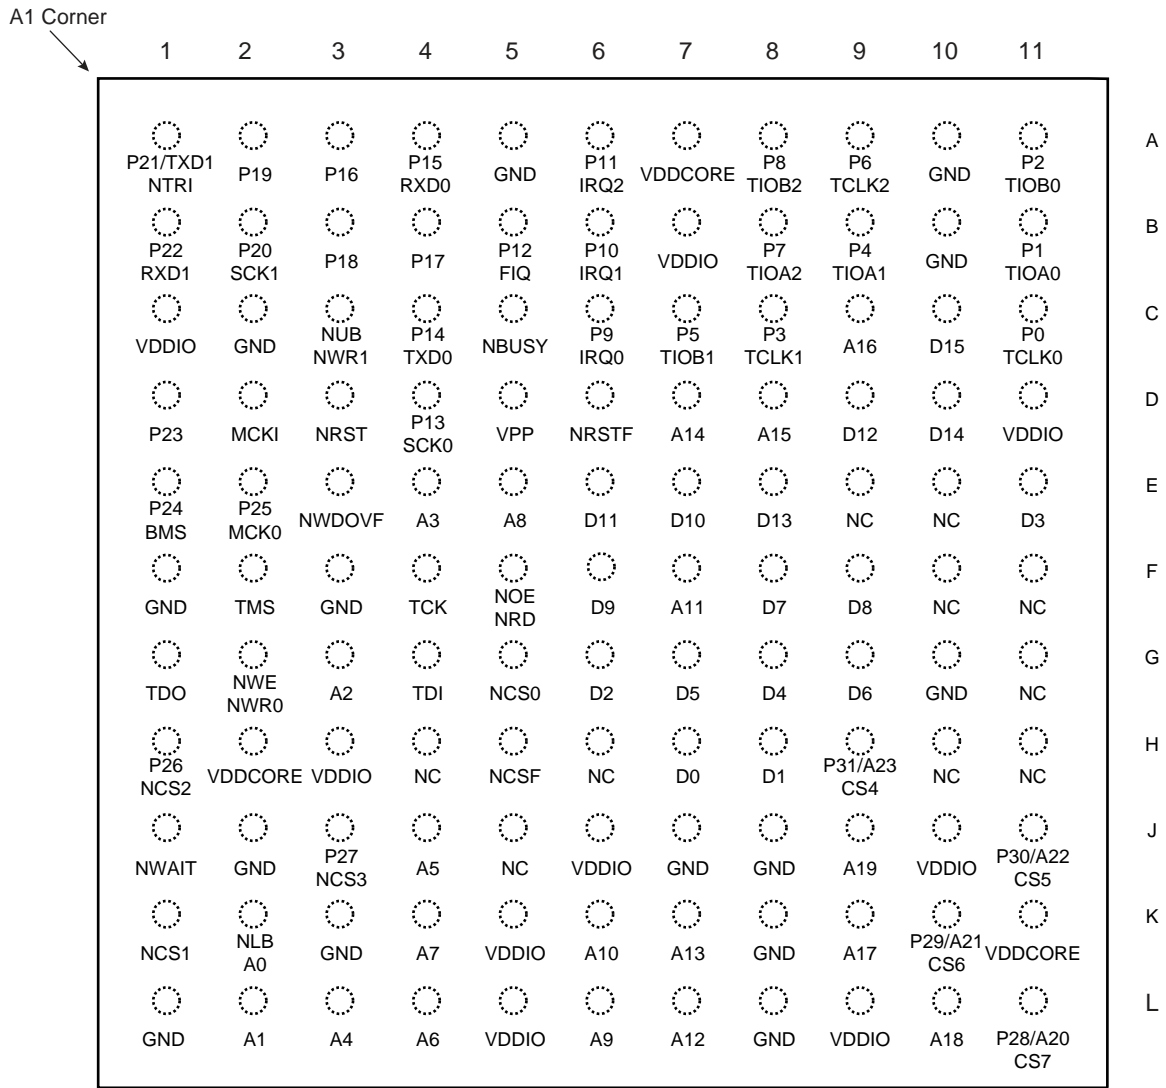 A1 Corner
1 2 3 4 5 6 7 8 9 10 11
A
P21/TXD1 NTRI P19 P16 P15 RXD0 GND P11 IRQ2 VDDCORE P8 TIOB2 P6 TCLK2 GND P2 TIOB0
B
P22 RXD1 P20 SCK1 P18 P17 P12 FIQ P10 IRQ1 VDDIO P7 TIOA2 P4 TIOA1 GND P1 TIOA0
C
VDDIO GND NUB NWR1 P14 TXD0 NBUSY P9 IRQ0 P5 TIOB1 P3 TCLK1 A16 D15 P0 TCLK0
D
P23 MCKI NRST P13 SCK0 VPP NRSTF A14 A15 D12 D14 VDDIO
E
P24 BMS P25 MCK0 NWDOVF A3 A8 D11 D10 D13 NC NC D3
F
GND TMS GND TCK NOE NRD D9 A11 D7 D8 NC NC
G
TDO NWE NWR0 A2 TDI NCS0 D2 D5 D4 D6 GND NC
H
P26 NCS2 VDDCORE VDDIO NC NCSF NC D0 D1 P31/A23 CS4 NC NC
J
NWAIT GND P27 NCS3 A5 NC VDDIO GND GND A19 VDDIO P30/A22 CS5
K
NCS1 NLB A0 GND A7 VDDIO A10 A13 GND A17 P29/A21 CS6 VDDCORE
L
GND A1 A4 A6 VDDIO A9 A12 GND VDDIO A18 P28/A20 CS7